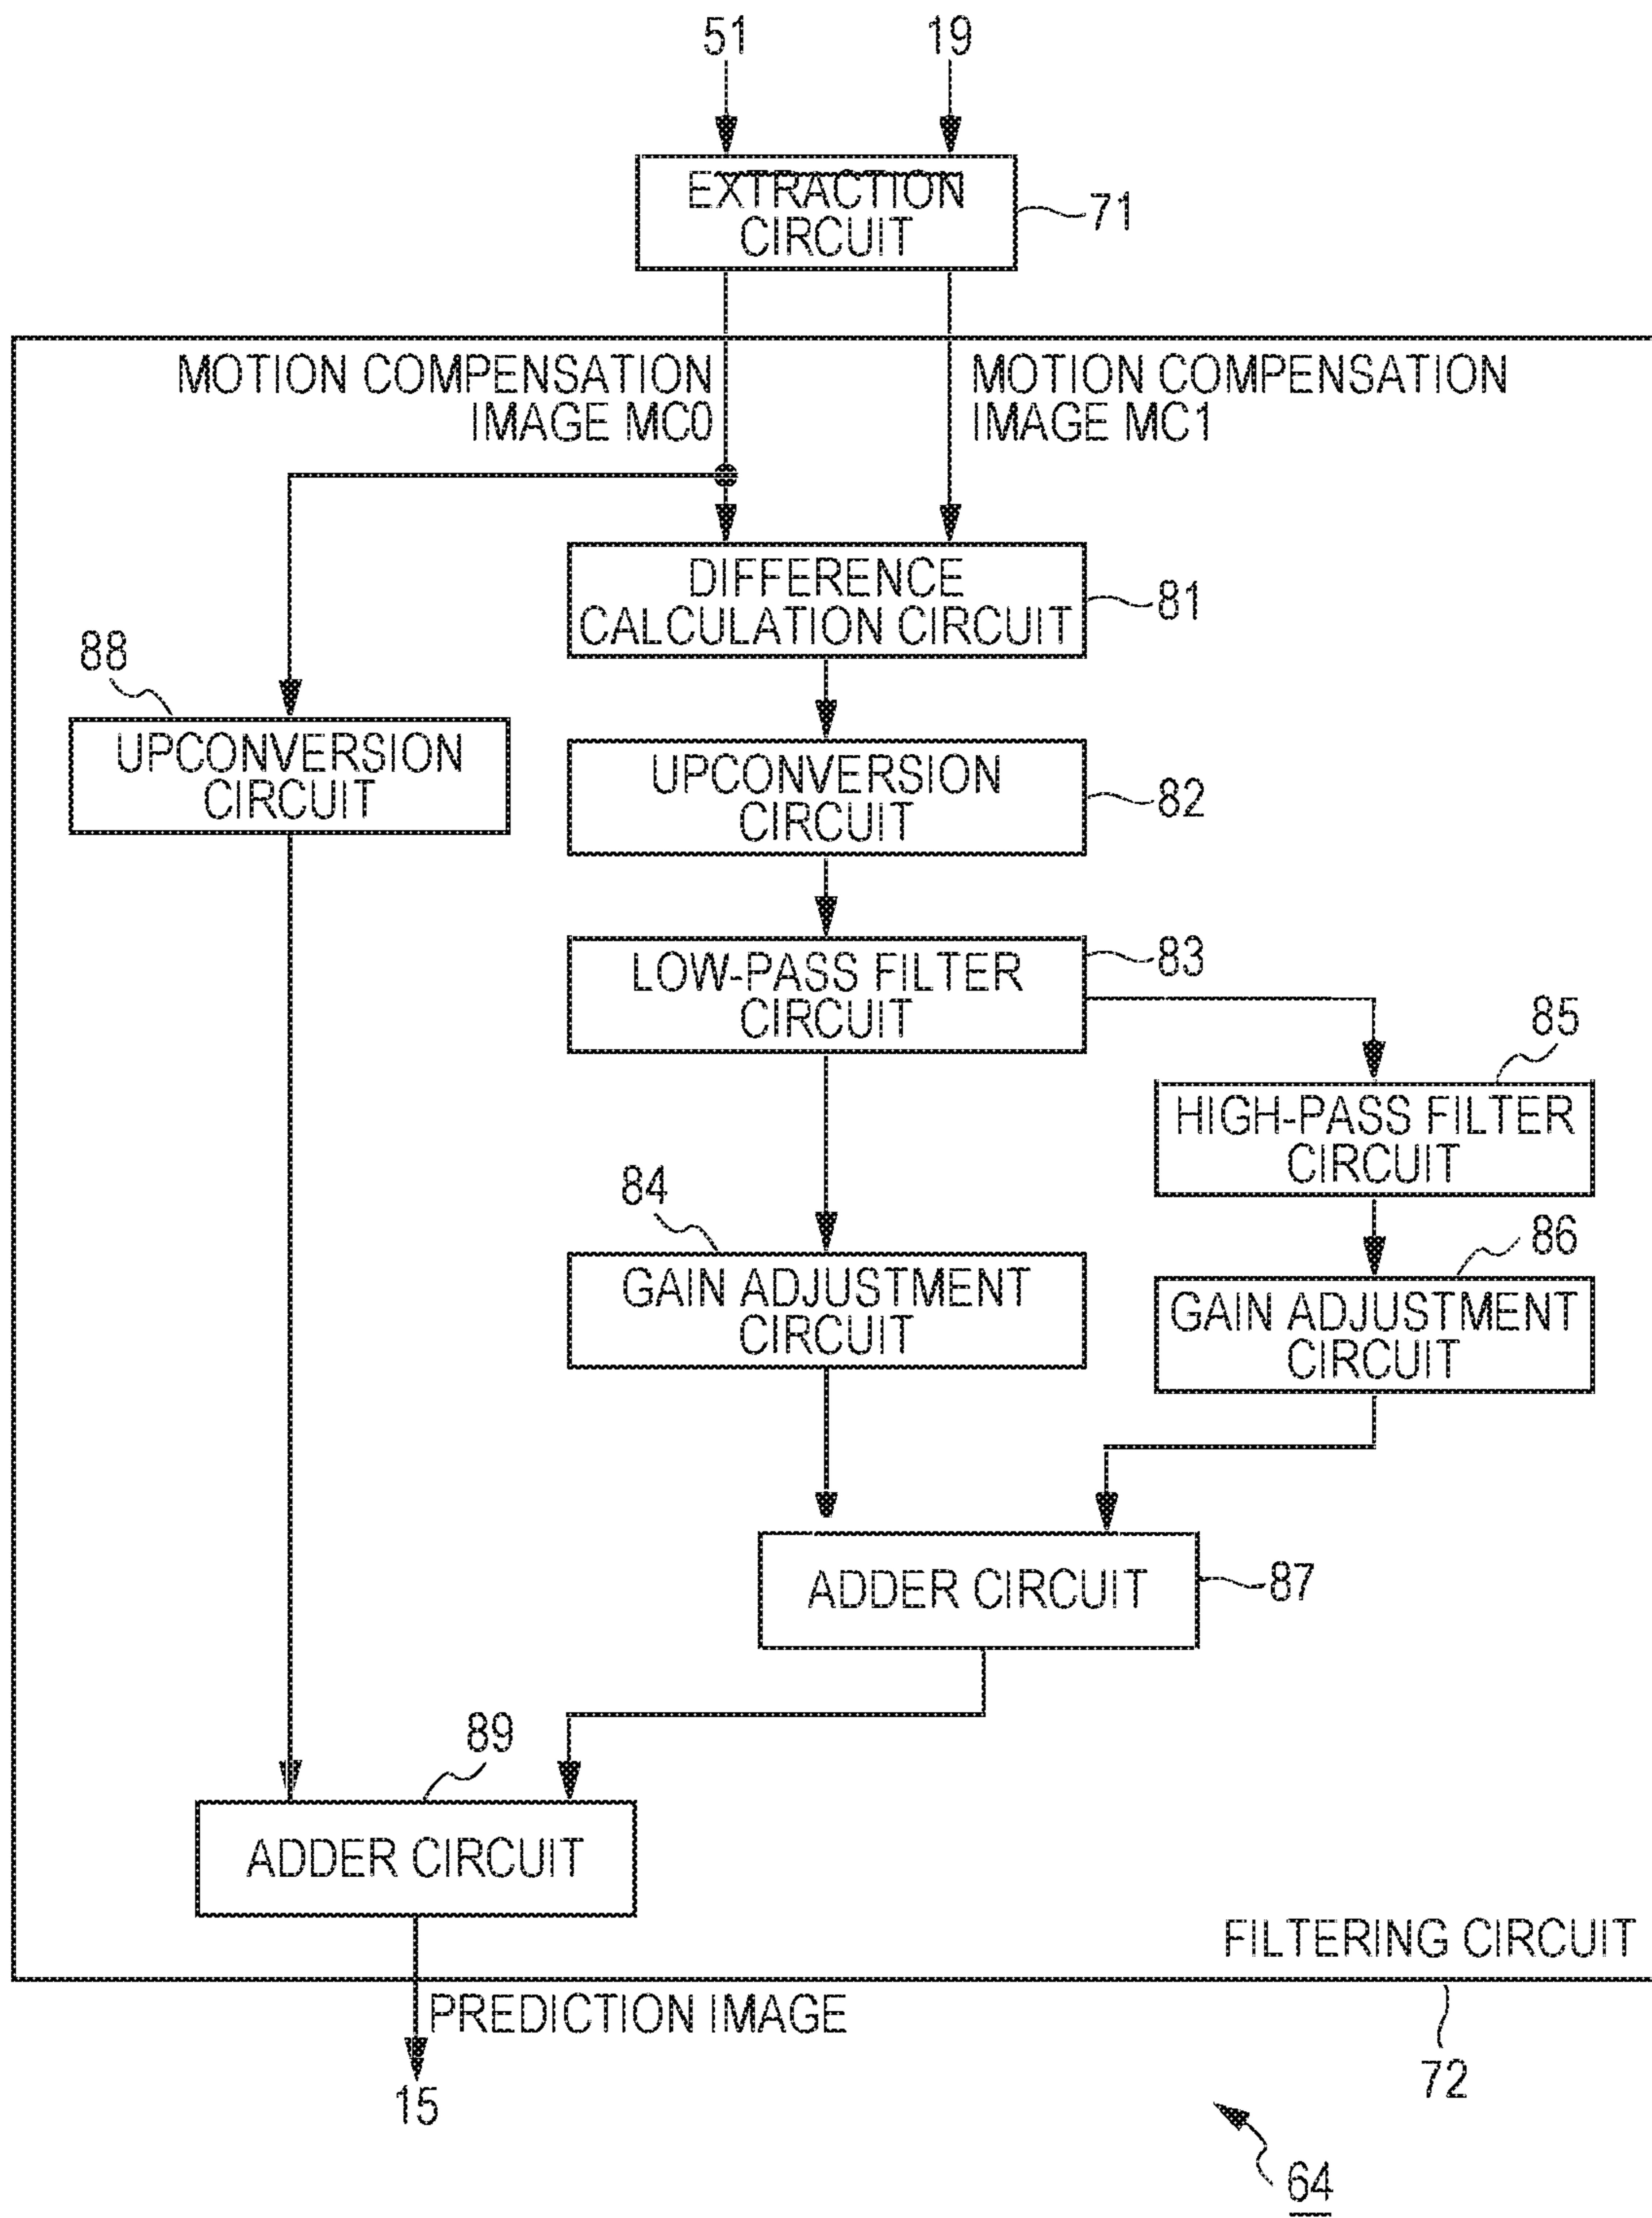 51
19
EXTRACTION
CIRCUIT
71
MOTION COMPENSATION
IMAGE MC0
MOTION COMPENSATION
IMAGE MC1
DIFFERENCE
CALCULATION CIRCUIT
81
88
UPCONVERSION
CIRCUIT
UPCONVERSION
CIRCUIT
82
LOW-PASS FILTER
CIRCUIT
83
85
HIGH-PASS FILTER
CIRCUIT
84
GAIN ADJUSTMENT
CIRCUIT
86
GAIN ADJUSTMENT
CIRCUIT
ADDER CIRCUIT
87
89
ADDER CIRCUIT
FILTERING CIRCUIT
72
PREDICTION IMAGE
15
64